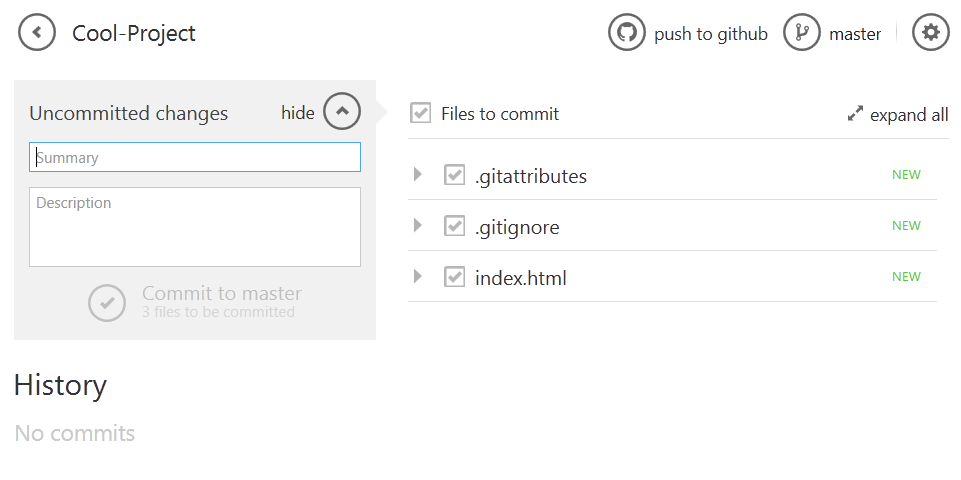 Cool-Project
push to github
master
Uncommitted changes
hide
Summary
Description
Commit to master
3 files to be committed
Files to commit
expand all
.gitattributes NEW
.gitignore NEW
index.html NEW
History
No commits